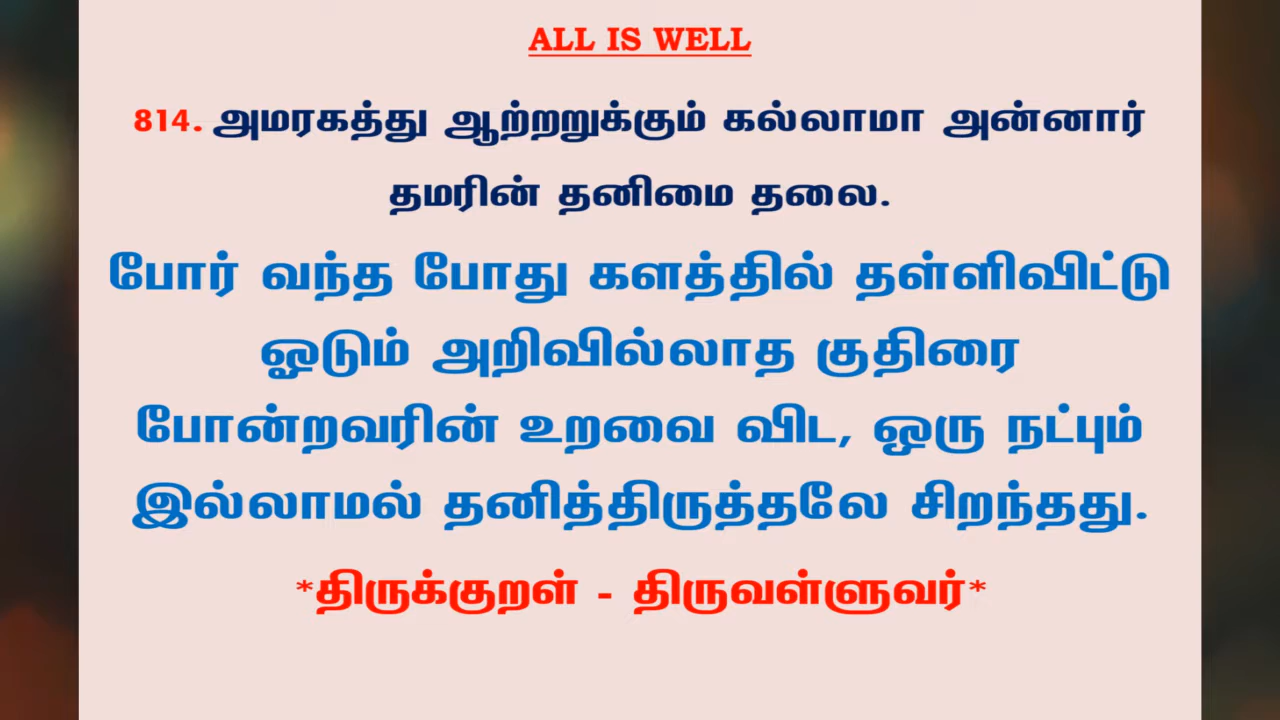 ALL IS WELL
814. அமரகத்து ஆற்றறுக்கும் கல்லாமா அன்னார்
தமரின் தனிமை தலை.
போர் வந்த போது களத்தில் தள்ளிவிட்டு
ஓடும் அறிவில்லாத குதிரை
போன்றவரின் உறவை விட, ஒரு நட்பும்
இல்லாமல் தனித்திருத்தலே சிறந்தது.
*திருக்குறள் - திருவள்ளுவர்*